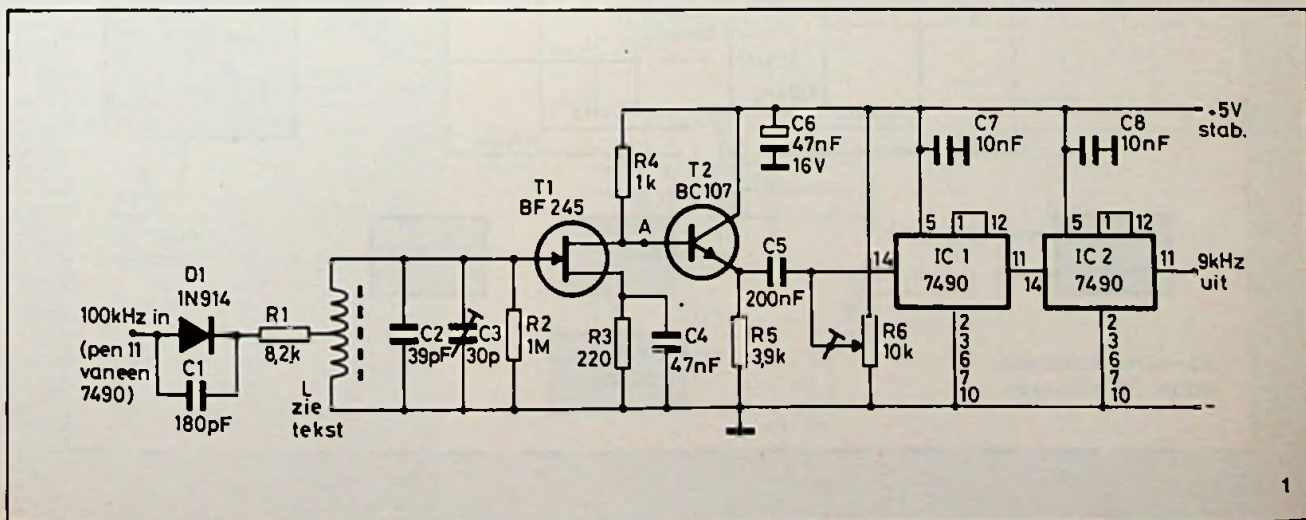 100kHz in
(pen 11
van een
7490)
D1
1N914
C1
180pF
R1
8,2k
L
zie
tekst
C2
39pF
C3
30p
R2
1M
T1
BF 245
R3
220
C4
47nF
R4
1k
A
T2
BC107
R5
3,9k
C5
200nF
C6
47nF
16V
R6
10k
C7
10nF
5
1
12
14
IC 1
7490
11
2
3
6
7
10
C8
10nF
5
1
12
14
IC 2
7490
11
2
3
6
7
10
+5V
stab.
9kHz
uit
-
1